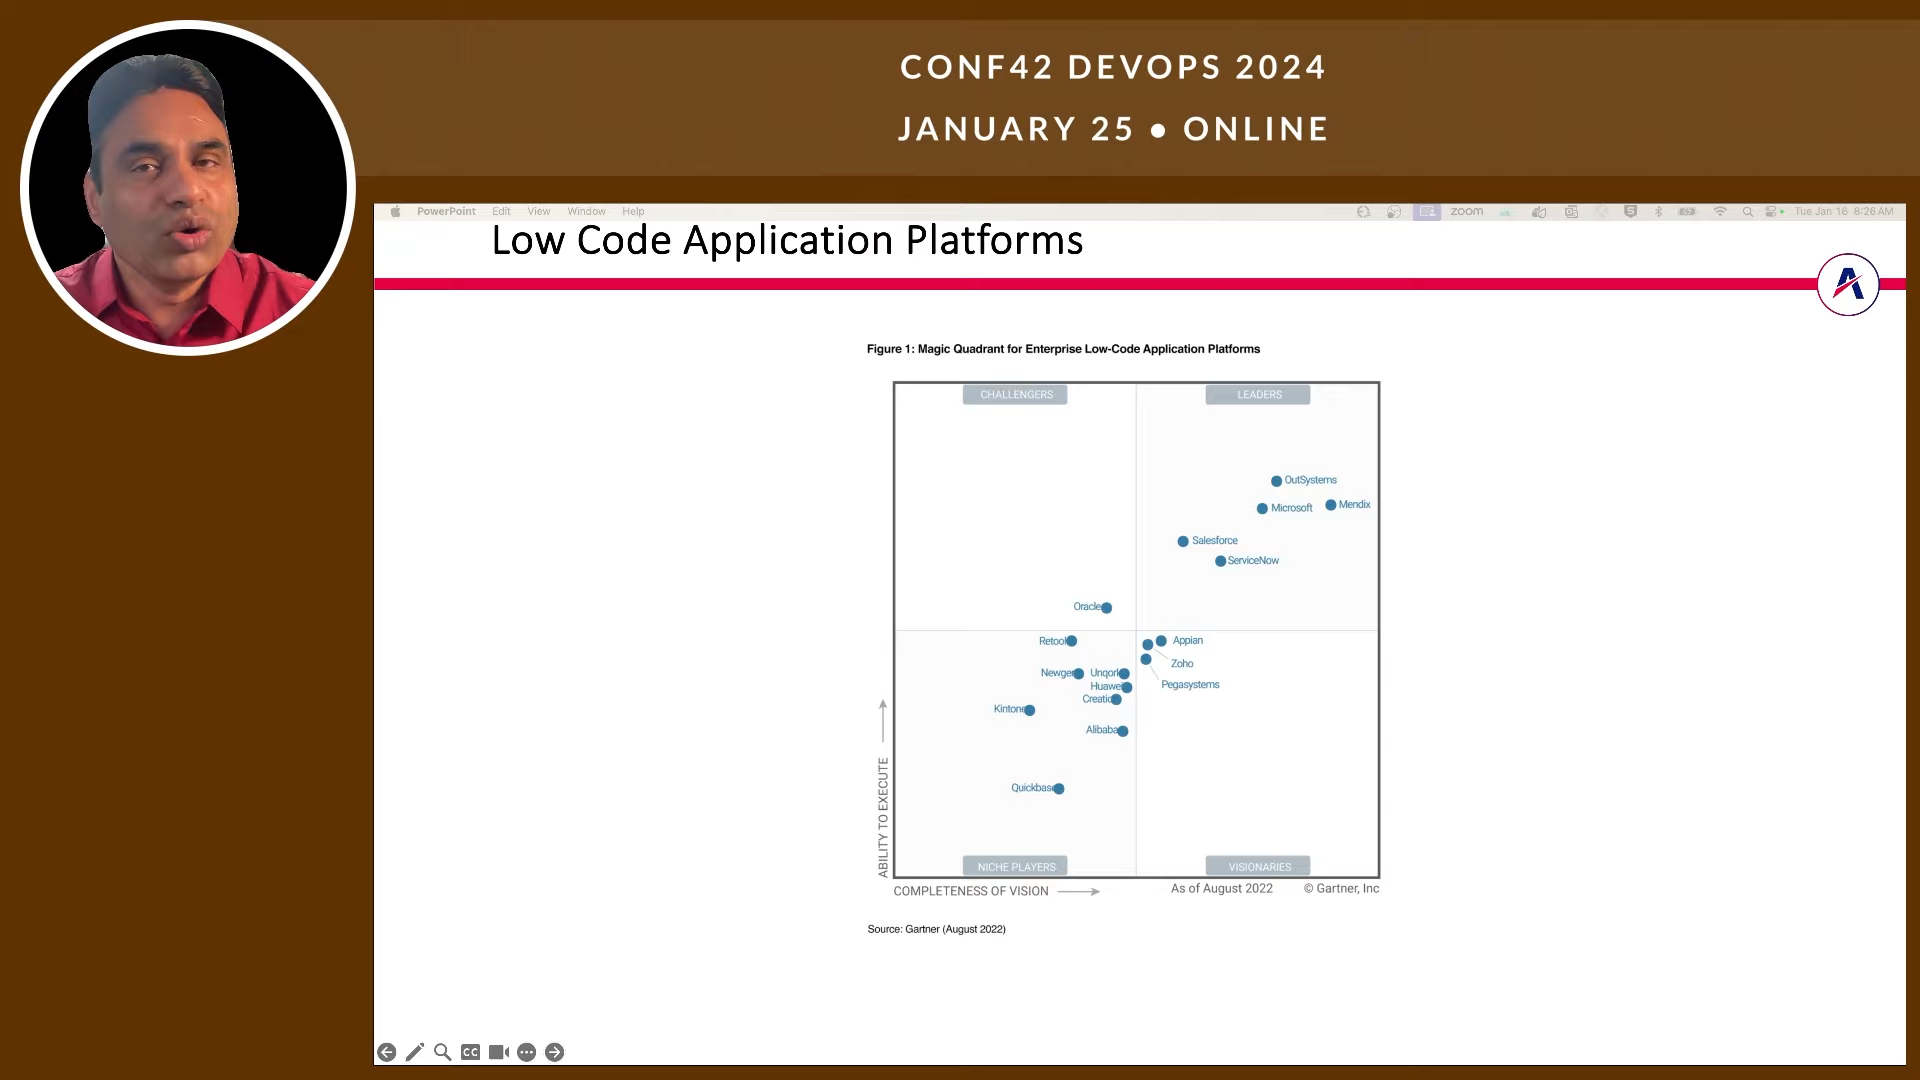 CONF42 DEVOPS 2024
JANUARY 25 • ONLINE
PowerPoint Edit View Window Help
zoom
Tue Jan 16 8:26 AM
Low Code Application Platforms
Figure 1: Magic Quadrant for Enterprise Low-Code Application Platforms
CHALLENGERS
LEADERS
OutSystems
Microsoft
Mendix
Salesforce
ServiceNow
Oracle
Retool
Appian
Zoho
Newgen
Unqork
Huawei
Pegasystems
Creatio
Kintone
Alibaba
Quickbase
ABILITY TO EXECUTE
NICHE PLAYERS
VISIONARIES
COMPLETENESS OF VISION
As of August 2022
© Gartner, Inc
Source: Gartner (August 2022)
CC